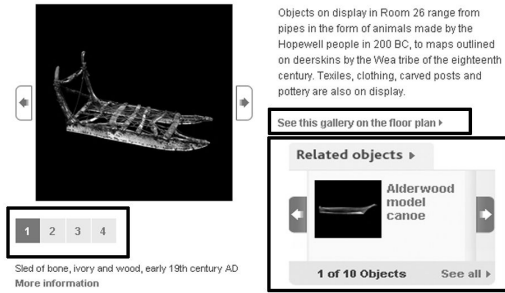 Objects on display in Room 26 range from
pipes in the form of animals made by the
Hopewell people in 200 BC, to maps outlined
on deerskins by the Wea tribe of the eighteenth
century. Texiles, clothing, carved posts and
pottery are also on display.
See this gallery on the floor plan
Related objects
Alderwood
model
canoe
1 of 10 Objects See all
1 2 3 4
Sled of bone, ivory and wood, early 19th century AD
More information